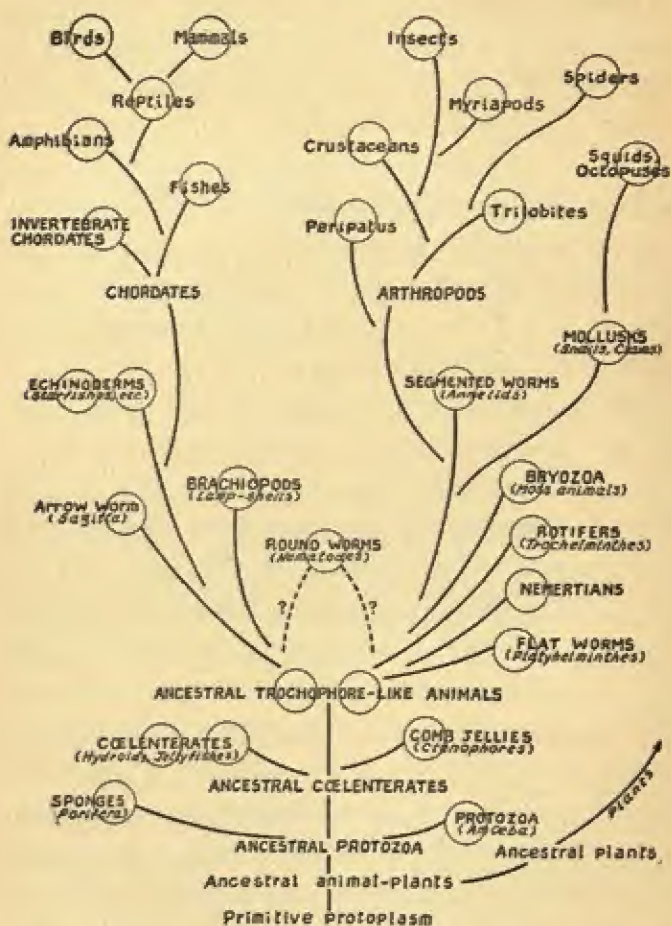 Birds
Mammals
Reptiles
Amphibians
Fishes
INVERTEBRATE
CHORDATES
CHORDATES
Insects
Myriapods
Spiders
Crustaceans
Squids,
Octopuses
Peripatus
Trilobites
ARTHROPODS
MOLLUSKS
(Snails, Clams)
ECHINODERMS
(Starfishes, etc.)
SEGMENTED WORMS
(Annelids)
BRACHIOPODS
(Lamp-shells)
BRYOZOA
(Moss animals)
Arrow Worm
(Sagitta)
ROUND WORMS
(Nematodes)
ROTIFERS
(Trochelminthes)
? ?
NEMERTIANS
FLAT WORMS
(Platyhelminthes)
ANCESTRAL TROCHOPHORE-LIKE ANIMALS
CŒLENTERATES
(Hydroids, Jellyfishes)
COMB JELLIES
(Ctenophores)
ANCESTRAL CŒLENTERATES
SPONGES
(Porifera)
PROTOZOA
(Amœba)
Plants
ANCESTRAL PROTOZOA
Ancestral plants
Ancestral animal-plants
Primitive protoplasm